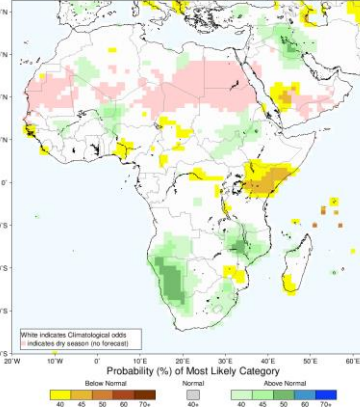 °N
°N
°N
0°
°S
°S
°S
White indicates Climatological odds
indicates dry season (no forecast)
20°W 10°W 0° 10°E 20°E 30°E 40°E 50°E 60°E
Probability (%) of Most Likely Category
Below Normal Normal Above Normal
40 50 60 70+ 40+ 40 50 60 70+